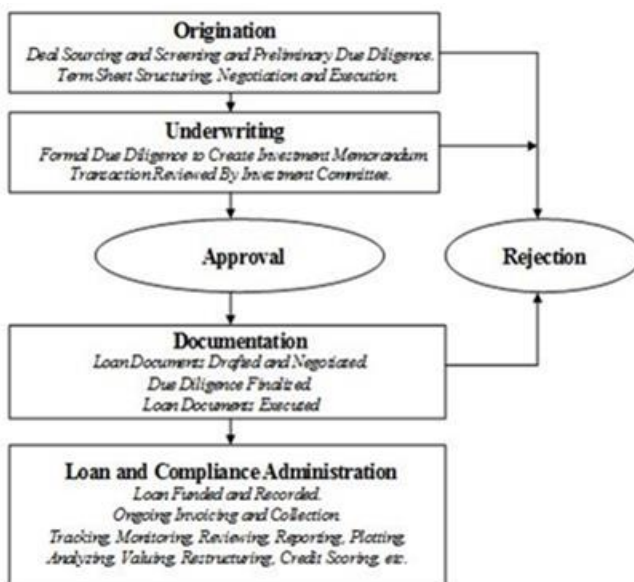 Origination
Deal Sourcing and Screening and Preliminary Due Diligence.
Term Sheet Structuring, Negotiation and Execution
Underwriting
Formal Due Diligence to Create Investment Memorandum
Transaction Reviewed By Investment Committee.
Approval
Rejection
Documentation
Loan Documents Drafted and Negotiated
Due Diligence Finalized
Loan Documents Executed
Loan and Compliance Administration
Loan Funded and Recorded.
Ongoing Invoicing and Collection
Tracking, Monitoring, Reviewing, Reporting, Plotting,
Analyzing, Valuing, Restructuring, Credit Scoring, etc.